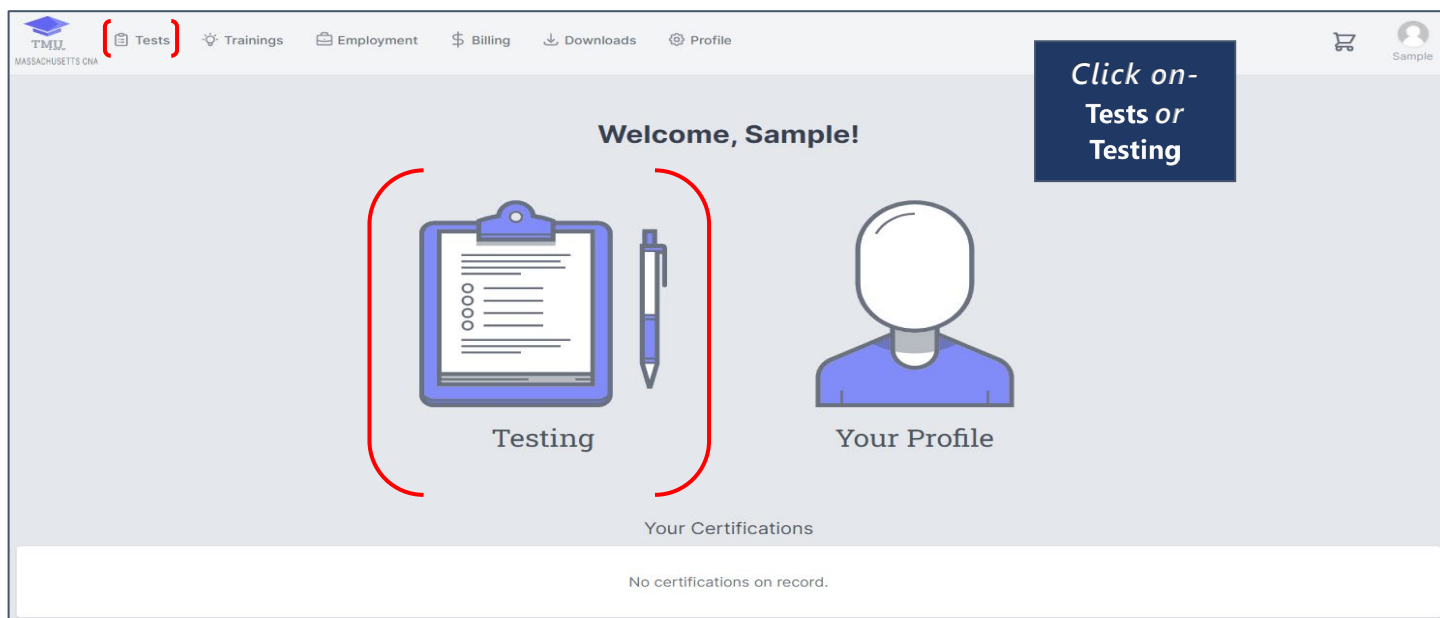 TMU
MASSACHUSETTS CNA
Tests
Trainings
Employment
Billing
Downloads
Profile
Sample
Click on-
Tests or
Testing
Welcome, Sample!
Testing
Your Profile
Your Certifications
No certifications on record.